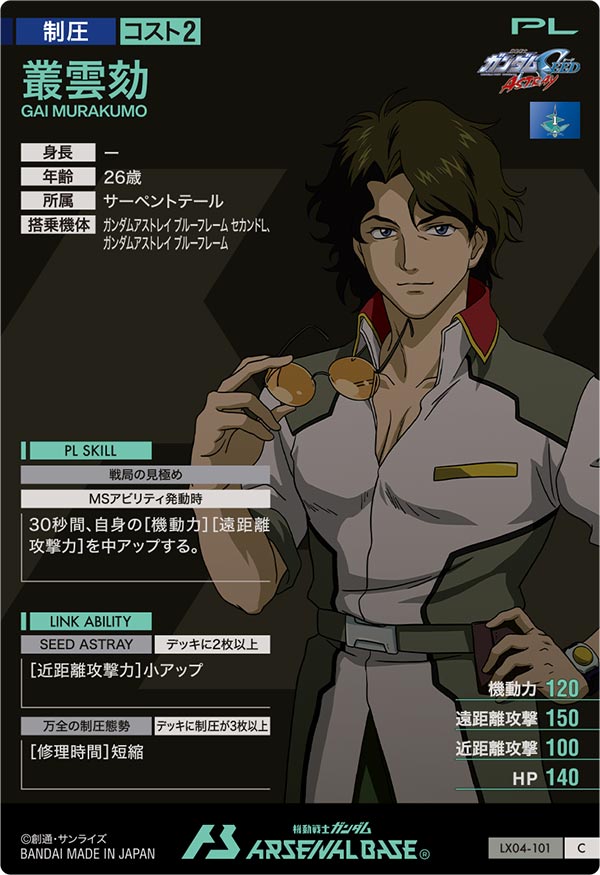 制圧 コスト2
PL
叢雲劾
GAI MURAKUMO
ガンダムSEED
ASTRAY
1
身長 ー
年齢 26歳
所属 サーペントテール
搭乗機体 ガンダムアストレイ ブルーフレーム セカンドL、
ガンダムアストレイ ブルーフレーム
PL SKILL
戦局の見極め
MSアビリティ発動時
30秒間、自身の[機動力][遠距離
攻撃力]を中アップする。
LINK ABILITY
SEED ASTRAY デッキに2枚以上
[近距離攻撃力]小アップ
万全の制圧態勢 デッキに制圧が3枚以上
[修理時間]短縮
機動力 120
遠距離攻撃 150
近距離攻撃 100
HP 140
©創通・サンライズ
BANDAI MADE IN JAPAN
機動戦士ガンダム
ARSENAL BASE®
LX04-101 C